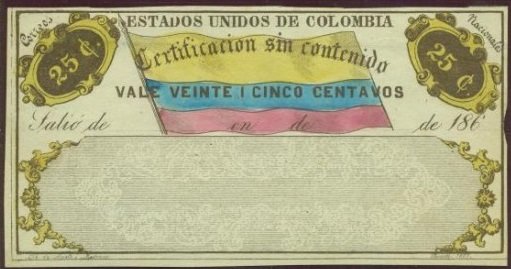 ESTADOS UNIDOS DE COLOMBIA
Correos
Nacionales
25 ¢.
25 ¢.
Certificacion sin contenido
VALE VEINTE I CINCO CENTAVOS
Salió de en de de 186